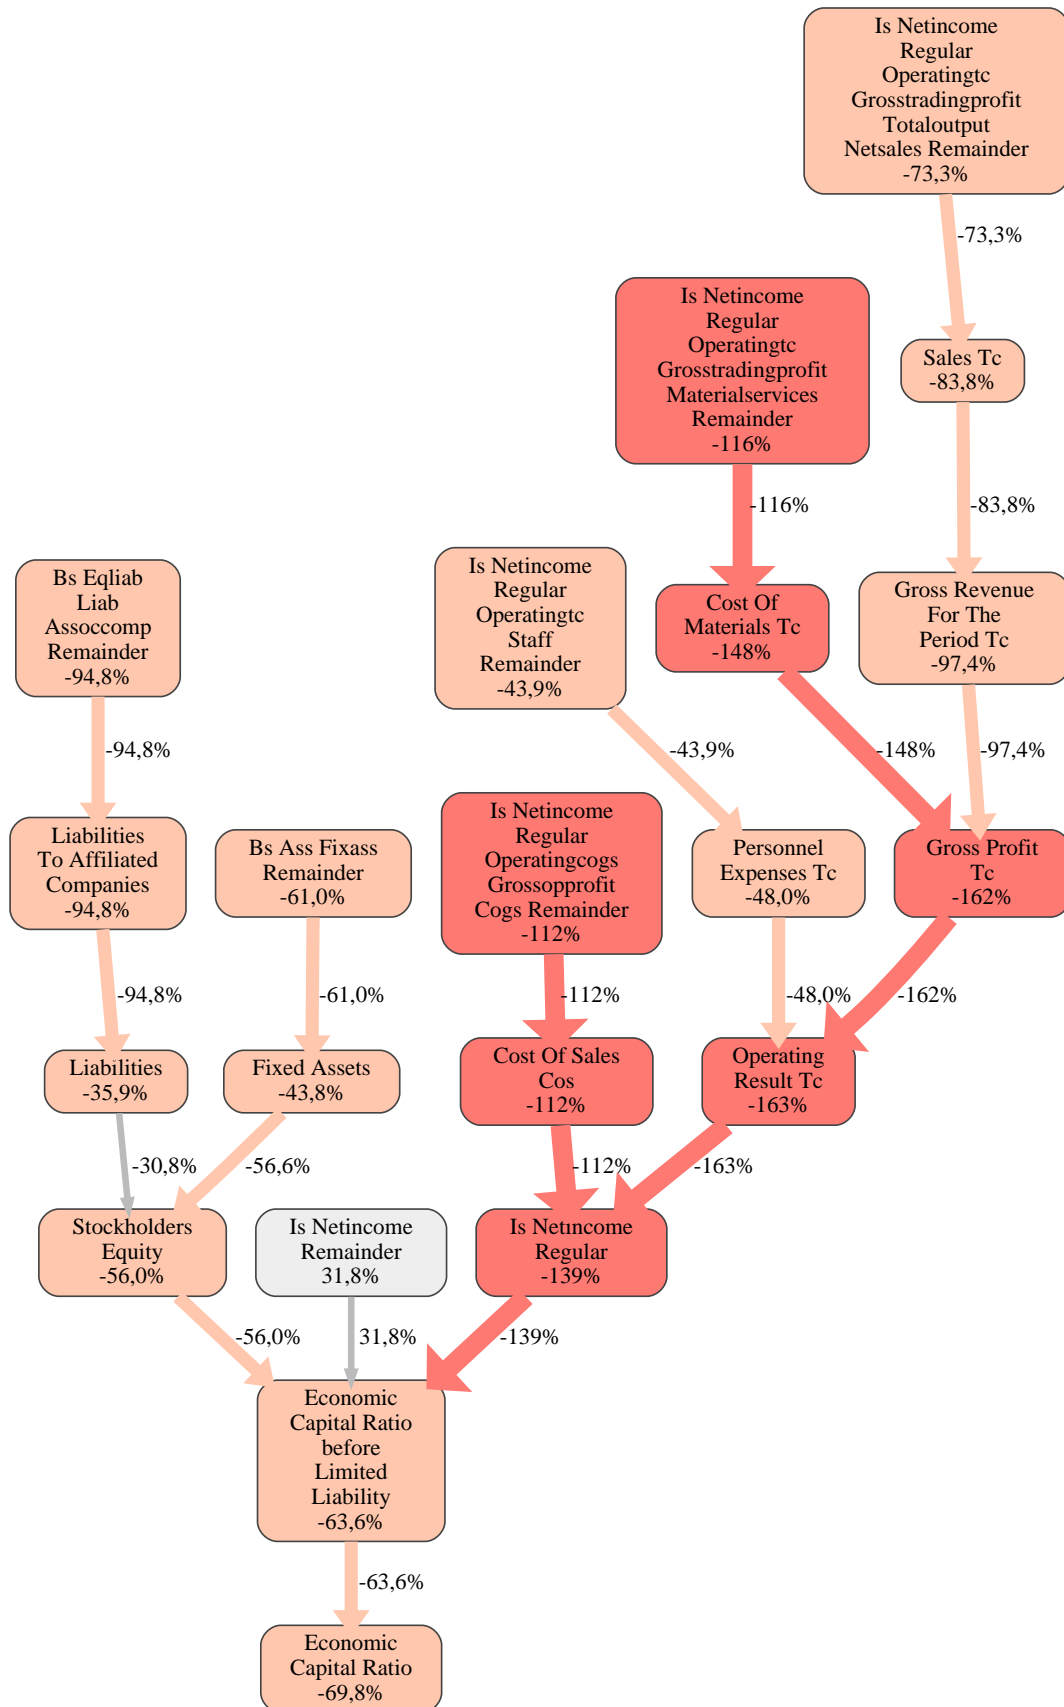 Is Netincome
Regular
Operatingtc
Grosstradingprofit
Totaloutput
Netsales Remainder
-73,3%
-73,3%
Is Netincome
Regular
Operatingtc
Grosstradingprofit
Materialservices
Remainder
-116%
Sales Tc
-83,8%
-116%
-83,8%
Bs Eqliab
Liab
Assoccomp
Remainder
-94,8%
Is Netincome
Regular
Operatingtc
Staff
Remainder
-43,9%
Cost Of
Materials Tc
-148%
Gross Revenue
For The
Period Tc
-97,4%
-94,8%
-43,9%
-148%
-97,4%
Liabilities
To Affiliated
Companies
-94,8%
Bs Ass Fixass
Remainder
-61,0%
Is Netincome
Regular
Operatingcogs
Grossopprofit
Cogs Remainder
-112%
Personnel
Expenses Tc
-48,0%
Gross Profit
Tc
-162%
-94,8%
-61,0%
-112%
-48,0%
-162%
Liabilities
-35,9%
Fixed Assets
-43,8%
Cost Of Sales
Cos
-112%
Operating
Result Tc
-163%
-30,8%
-56,6%
-112%
-163%
Stockholders
Equity
-56,0%
Is Netincome
Remainder
31,8%
Is Netincome
Regular
-139%
-56,0%
31,8%
-139%
Economic
Capital Ratio
before
Limited
Liability
-63,6%
-63,6%
Economic
Capital Ratio
-69,8%